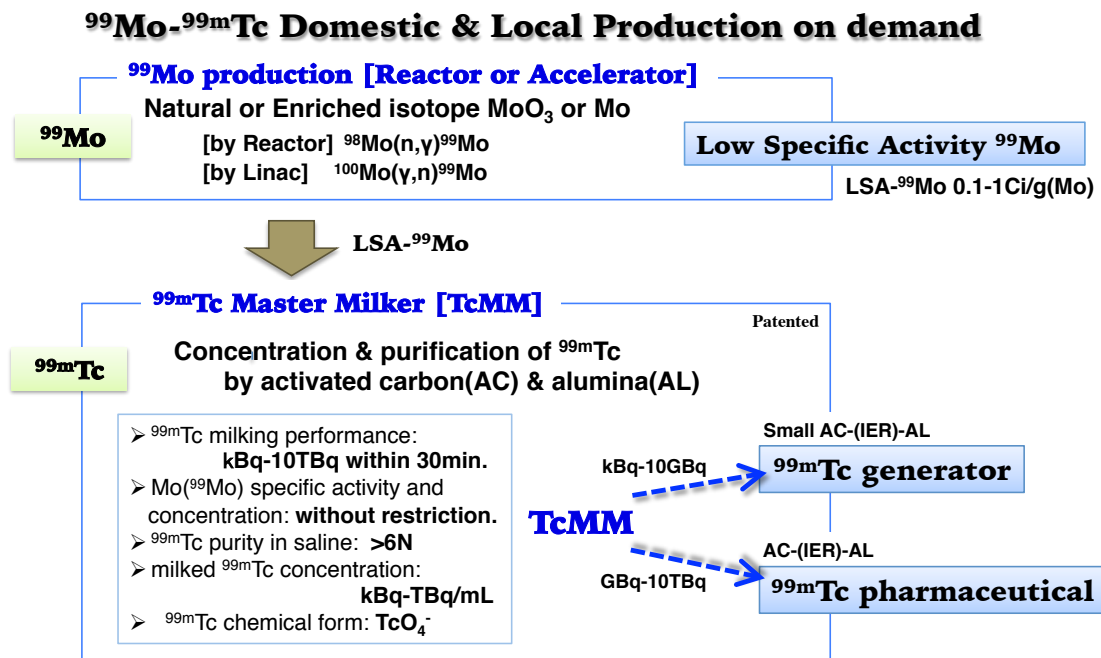 ⁹⁹Mo-⁹⁹ᵐTc Domestic & Local Production on demand
⁹⁹Mo production [Reactor or Accelerator]
Natural or Enriched isotope MoO₃ or Mo
⁹⁹Mo
[by Reactor] ⁹⁸Mo(n,γ)⁹⁹Mo
[by Linac] ¹⁰⁰Mo(γ,n)⁹⁹Mo
Low Specific Activity ⁹⁹Mo
LSA-⁹⁹Mo 0.1-1Ci/g(Mo)
LSA-⁹⁹Mo
⁹⁹ᵐTc Master Milker [TcMM]
Patented
⁹⁹ᵐTc
Concentration & purification of ⁹⁹ᵐTc
by activated carbon(AC) & alumina(AL)
➢ ⁹⁹ᵐTc milking performance:
kBq-10TBq within 30min.
➢ Mo(⁹⁹Mo) specific activity and
concentration: without restriction.
➢ ⁹⁹ᵐTc purity in saline: >6N
➢ milked ⁹⁹ᵐTc concentration:
kBq-TBq/mL
➢ ⁹⁹ᵐTc chemical form: TcO₄⁻
TcMM
kBq-10GBq
Small AC-(IER)-AL
⁹⁹ᵐTc generator
GBq-10TBq
AC-(IER)-AL
⁹⁹ᵐTc pharmaceutical